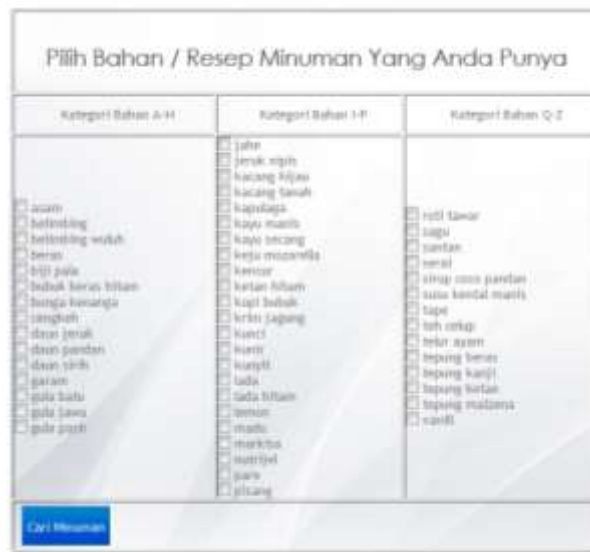 Pilih Bahan / Resep Minuman Yang Anda Punya
Kategori Bahan A-H
Kategori Bahan I-P
Kategori Bahan Q-Z
asam
belimbing
belimbing wuluh
beras
biji pala
bubuk beras hitam
bunga kenanga
cengkeh
daun jeruk
daun pandan
daun sirih
garam
gula batu
gula jawa
gula pasir
jahe
jeruk nipis
kacang hijau
kacang tanah
kapulaga
kayu manis
kayu secang
keju mozarella
kencur
ketan hitam
kopi bubuk
krim jagung
kunci
kunir
kunyit
lada
lada hitam
lemon
madu
markisa
nutrijel
pare
pisang
roti tawar
sagu
santan
serai
sirup coco pandan
susu kental manis
tape
teh celup
telur ayam
tepung beras
tepung kanji
tepung ketan
tepung maizena
vanili
Cari Minuman